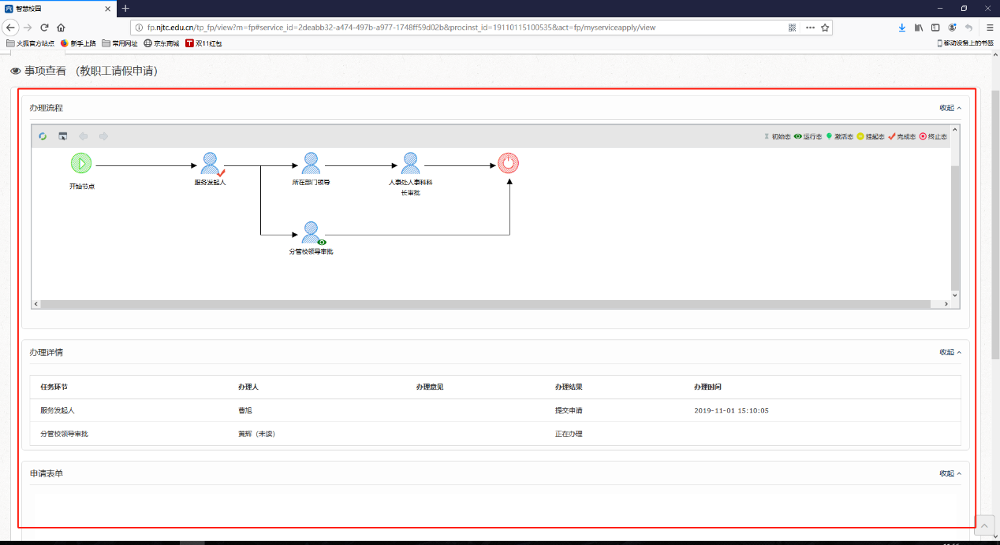 智慧校园
fp.njtc.edu.cn/tp_fp/view?m=fp#service_id=2deabb32-a474-497b-a977-1748ff59d02b&procinst_id=19110115100535&act=fp/myserviceapply/view
火狐官方站点 新手上路 常用网址 京东商城 双11红包 移动设备上的书签
事项查看 (教职工请假申请)
办理流程 收起
初始态 运行态 激活态 挂起态 完成态 终止态
开始节点
服务发起人
所在部门领导
人事处人事科科
长审批
分管校领导审批
办理详情 收起
任务环节 办理人 办理意见 办理结果 办理时间
服务发起人 曹旭 提交申请 2019-11-01 15:10:05
分管校领导审批 黄辉（未读） 正在办理
申请表单 收起